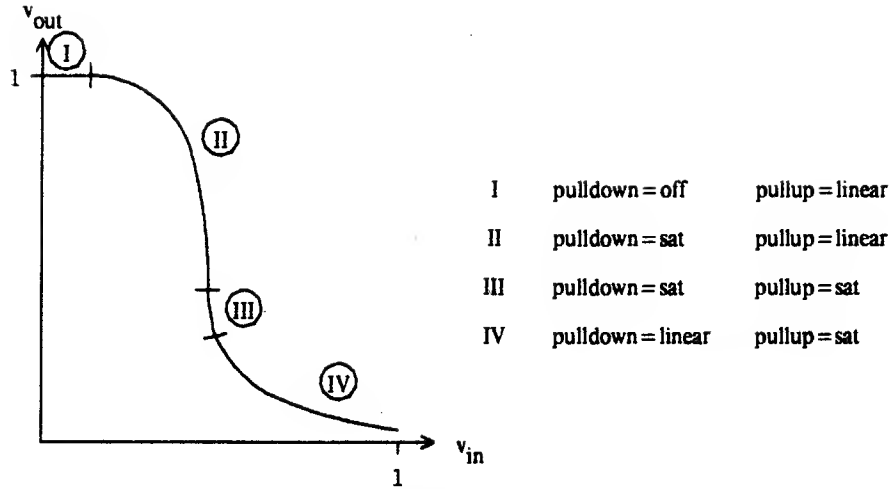 v_out
I
1
II
III
IV
v_in
1
I pulldown=off pullup=linear
II pulldown=sat pullup=linear
III pulldown=sat pullup=sat
IV pulldown=linear pullup=sat